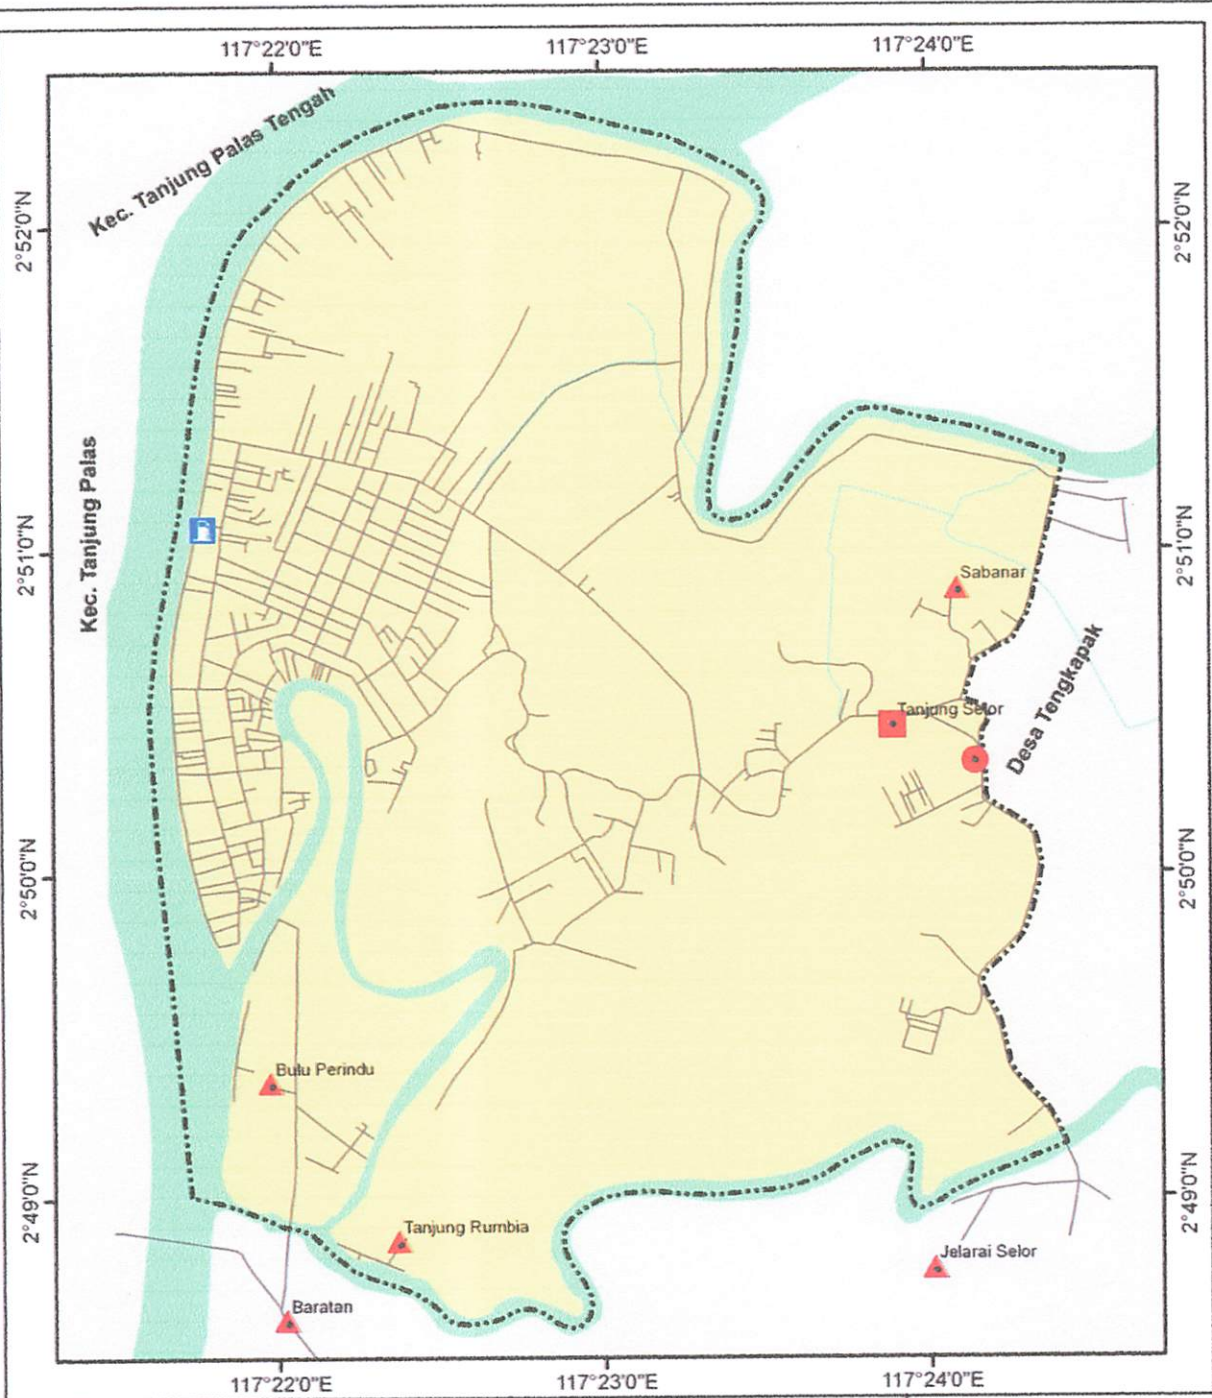 117°22'0"E
117°23'0"E
117°24'0"E
Kec. Tanjung Palas Tengah
2°52'0"N
2°52'0"N
Kec. Tanjung Palas
2°51'0"N
2°51'0"N
Sabanar
Tanjung Selor
Desa Tengkapak
2°50'0"N
2°50'0"N
Bulu Perindu
2°49'0"N
2°49'0"N
Tanjung Rumbia
Jelarai Selor
Baratan
117°22'0"E
117°23'0"E
117°24'0"E